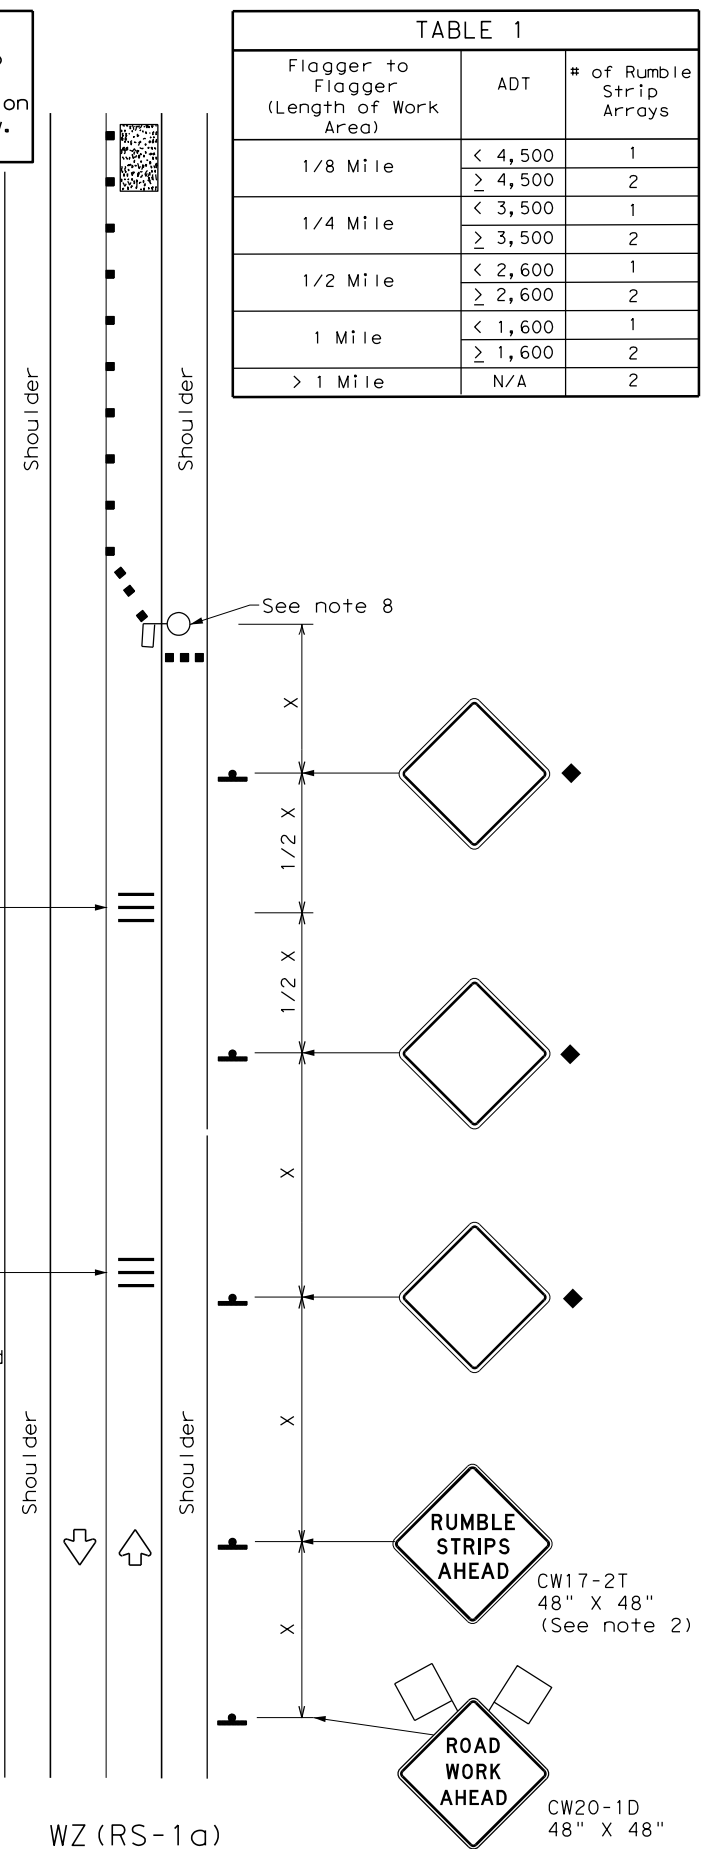 on
TABLE 1
Flagger to
Flagger
(Length of Work
Area)
ADT
# of Rumble
Strip
Arrays
1/8 Mile
< 4,500
1
≥ 4,500
2
1/4 Mile
< 3,500
1
≥ 3,500
2
1/2 Mile
< 2,600
1
≥ 2,600
2
1 Mile
< 1,600
1
≥ 1,600
2
> 1 Mile
N/A
2
Shoulder
Shoulder
See note 8
X
1/2 X
1/2 X
X
X
Shoulder
Shoulder
RUMBLE
STRIPS
AHEAD
CW17-2T
48" X 48"
(See note 2)
X
ROAD
WORK
AHEAD
CW20-1D
48" X 48"
WZ(RS-1a)